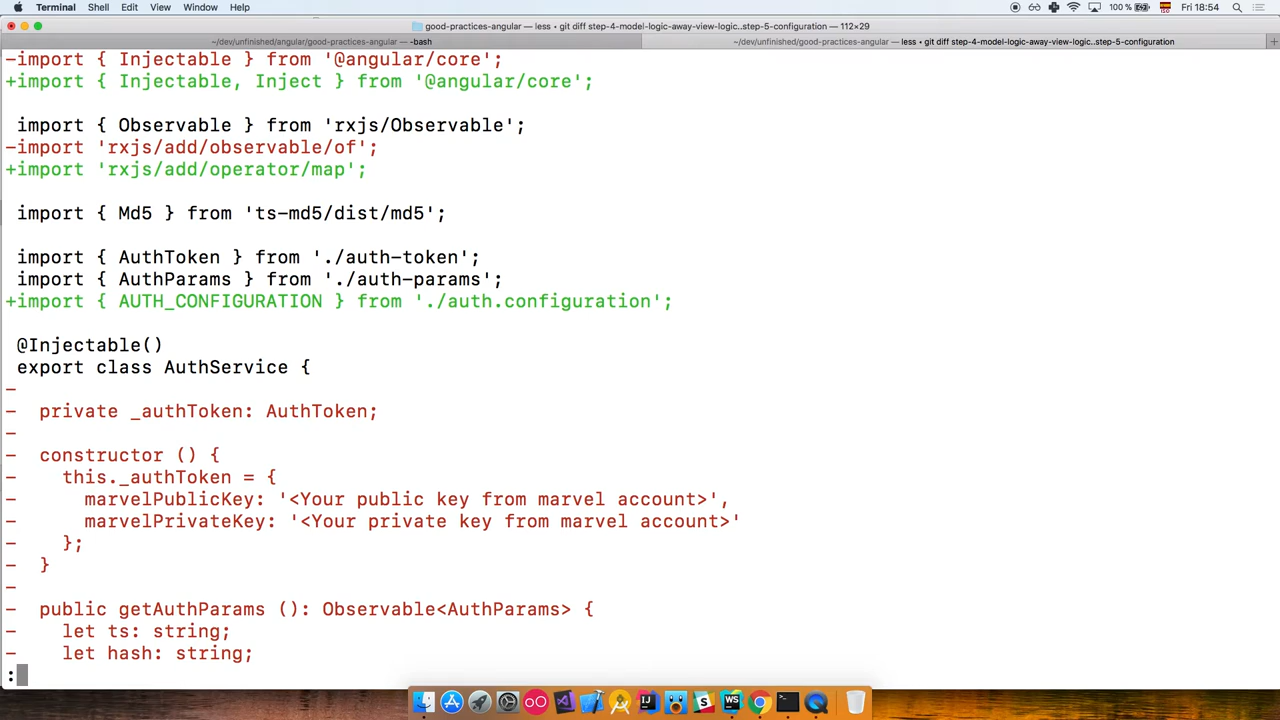 Terminal Shell Edit View Window Help 100 % Fri 18:54
good-practices-angular — less ‹ git diff step-4-model-logic-away-view-logic..step-5-configuration — 112×29
~/dev/unfinished/angular/good-practices-angular — -bash
~/dev/unfinished/good-practices-angular — less ‹ git diff step-4-model-logic-away-view-logic..step-5-configuration
-import { Injectable } from '@angular/core';
+import { Injectable, Inject } from '@angular/core';
import { Observable } from 'rxjs/Observable';
-import 'rxjs/add/observable/of';
+import 'rxjs/add/operator/map';
import { Md5 } from 'ts-md5/dist/md5';
import { AuthToken } from './auth-token';
import { AuthParams } from './auth-params';
+import { AUTH_CONFIGURATION } from './auth.configuration';
@Injectable()
export class AuthService {
-
-  private _authToken: AuthToken;
-
-  constructor () {
-    this._authToken = {
-      marvelPublicKey: '<Your public key from marvel account>',
-      marvelPrivateKey: '<Your private key from marvel account>'
-    };
-  }
-
-  public getAuthParams (): Observable<AuthParams> {
-    let ts: string;
-    let hash: string;
: